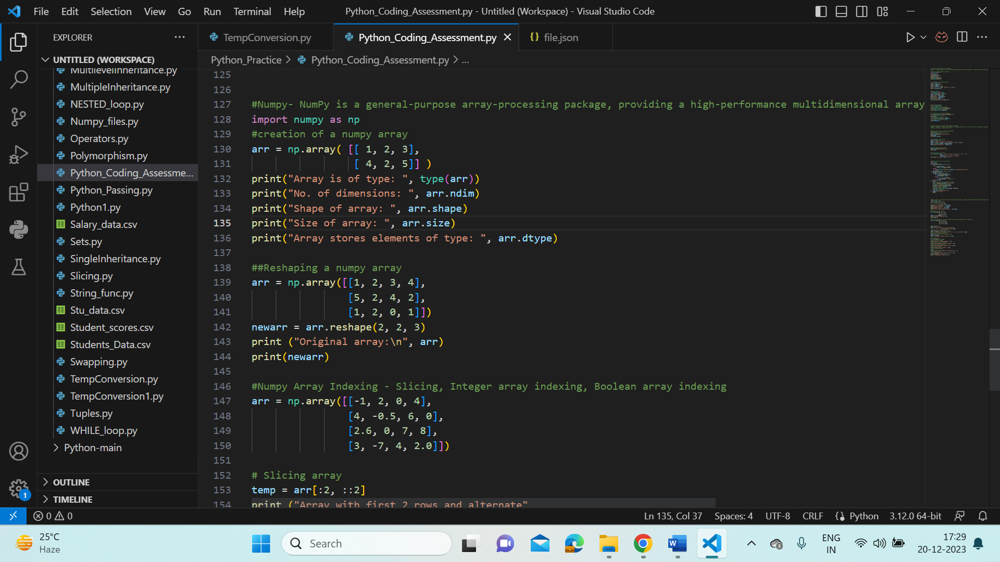 File Edit Selection View Go Run Terminal Help
Python_Coding_Assessment.py - Untitled (Workspace) - Visual Studio Code
EXPLORER
TempConversion.py
Python_Coding_Assessment.py
{} file.json
UNTITLED (WORKSPACE)
MultilevelInheritance.py
MultipleInheritance.py
NESTED_loop.py
Numpy_files.py
Operators.py
Polymorphism.py
Python_Coding_Assessme...
Python_Passing.py
Python1.py
Salary_data.csv
Sets.py
SingleInheritance.py
Slicing.py
String_func.py
Stu_data.csv
Student_scores.csv
Students_Data.csv
Swapping.py
TempConversion.py
TempConversion1.py
Tuples.py
WHILE_loop.py
Python-main
OUTLINE
TIMELINE
1
Python_Practice > Python_Coding_Assessment.py > ...
125
126
127 #Numpy- NumPy is a general-purpose array-processing package, providing a high-performance multidimensional array
128 import numpy as np
129 #creation of a numpy array
130 arr = np.array( [[ 1, 2, 3],
131 [ 4, 2, 5]] )
132 print("Array is of type: ", type(arr))
133 print("No. of dimensions: ", arr.ndim)
134 print("Shape of array: ", arr.shape)
135 print("Size of array: ", arr.size)
136 print("Array stores elements of type: ", arr.dtype)
137
138 ##Reshaping a numpy array
139 arr = np.array([[1, 2, 3, 4],
140 [5, 2, 4, 2],
141 [1, 2, 0, 1]])
142 newarr = arr.reshape(2, 2, 3)
143 print ("Original array:\n", arr)
144 print(newarr)
145
146 #Numpy Array Indexing - Slicing, Integer array indexing, Boolean array indexing
147 arr = np.array([[-1, 2, 0, 4],
148 [4, -0.5, 6, 0],
149 [2.6, 0, 7, 8],
150 [3, -7, 4, 2.0]])
151
152 # Slicing array
153 temp = arr[:2, ::2]
154 print ("Array with first 2 rows and alternate"
0 0
Ln 135, Col 37 Spaces: 4 UTF-8 CRLF Python 3.12.0 64-bit
25°C
Haze
Search
ENG
IN
17:29
20-12-2023